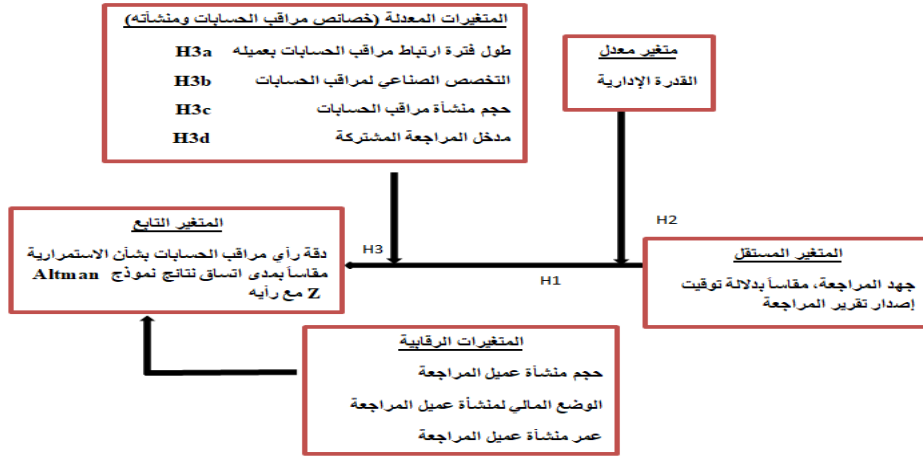 المتغيرات المعدلة (خصائص مراقب الحسابات ومنشأته)
طول فترة ارتباط مراقب الحسابات بعميله H3a
التخصص الصناعي لمراقب الحسابات H3b
حجم منشأة مراقب الحسابات H3c
مدخل المراجعة المشتركة H3d
متغير معدل
القدرة الإدارية
H2
H3
H1
المتغير المستقل
جهد المراجعة، مقاساً بدلالة توقيت
إصدار تقرير المراجعة
المتغير التابع
دقة رأي مراقب الحسابات بشأن الاستمرارية
مقاساً بمدى اتساق نتائج نموذج Altman
Z مع رأيه
المتغيرات الرقابية
حجم منشأة عميل المراجعة
الوضع المالي لمنشأة عميل المراجعة
عمر منشأة عميل المراجعة